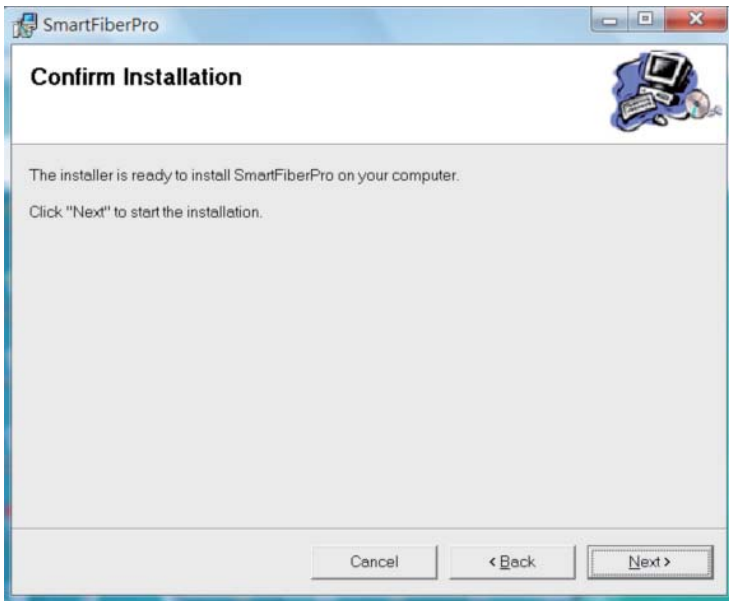 SmartFiberPro
Confirm Installation
The installer is ready to install SmartFiberPro on your computer.
Click "Next" to start the installation.
Cancel
< Back
Next >